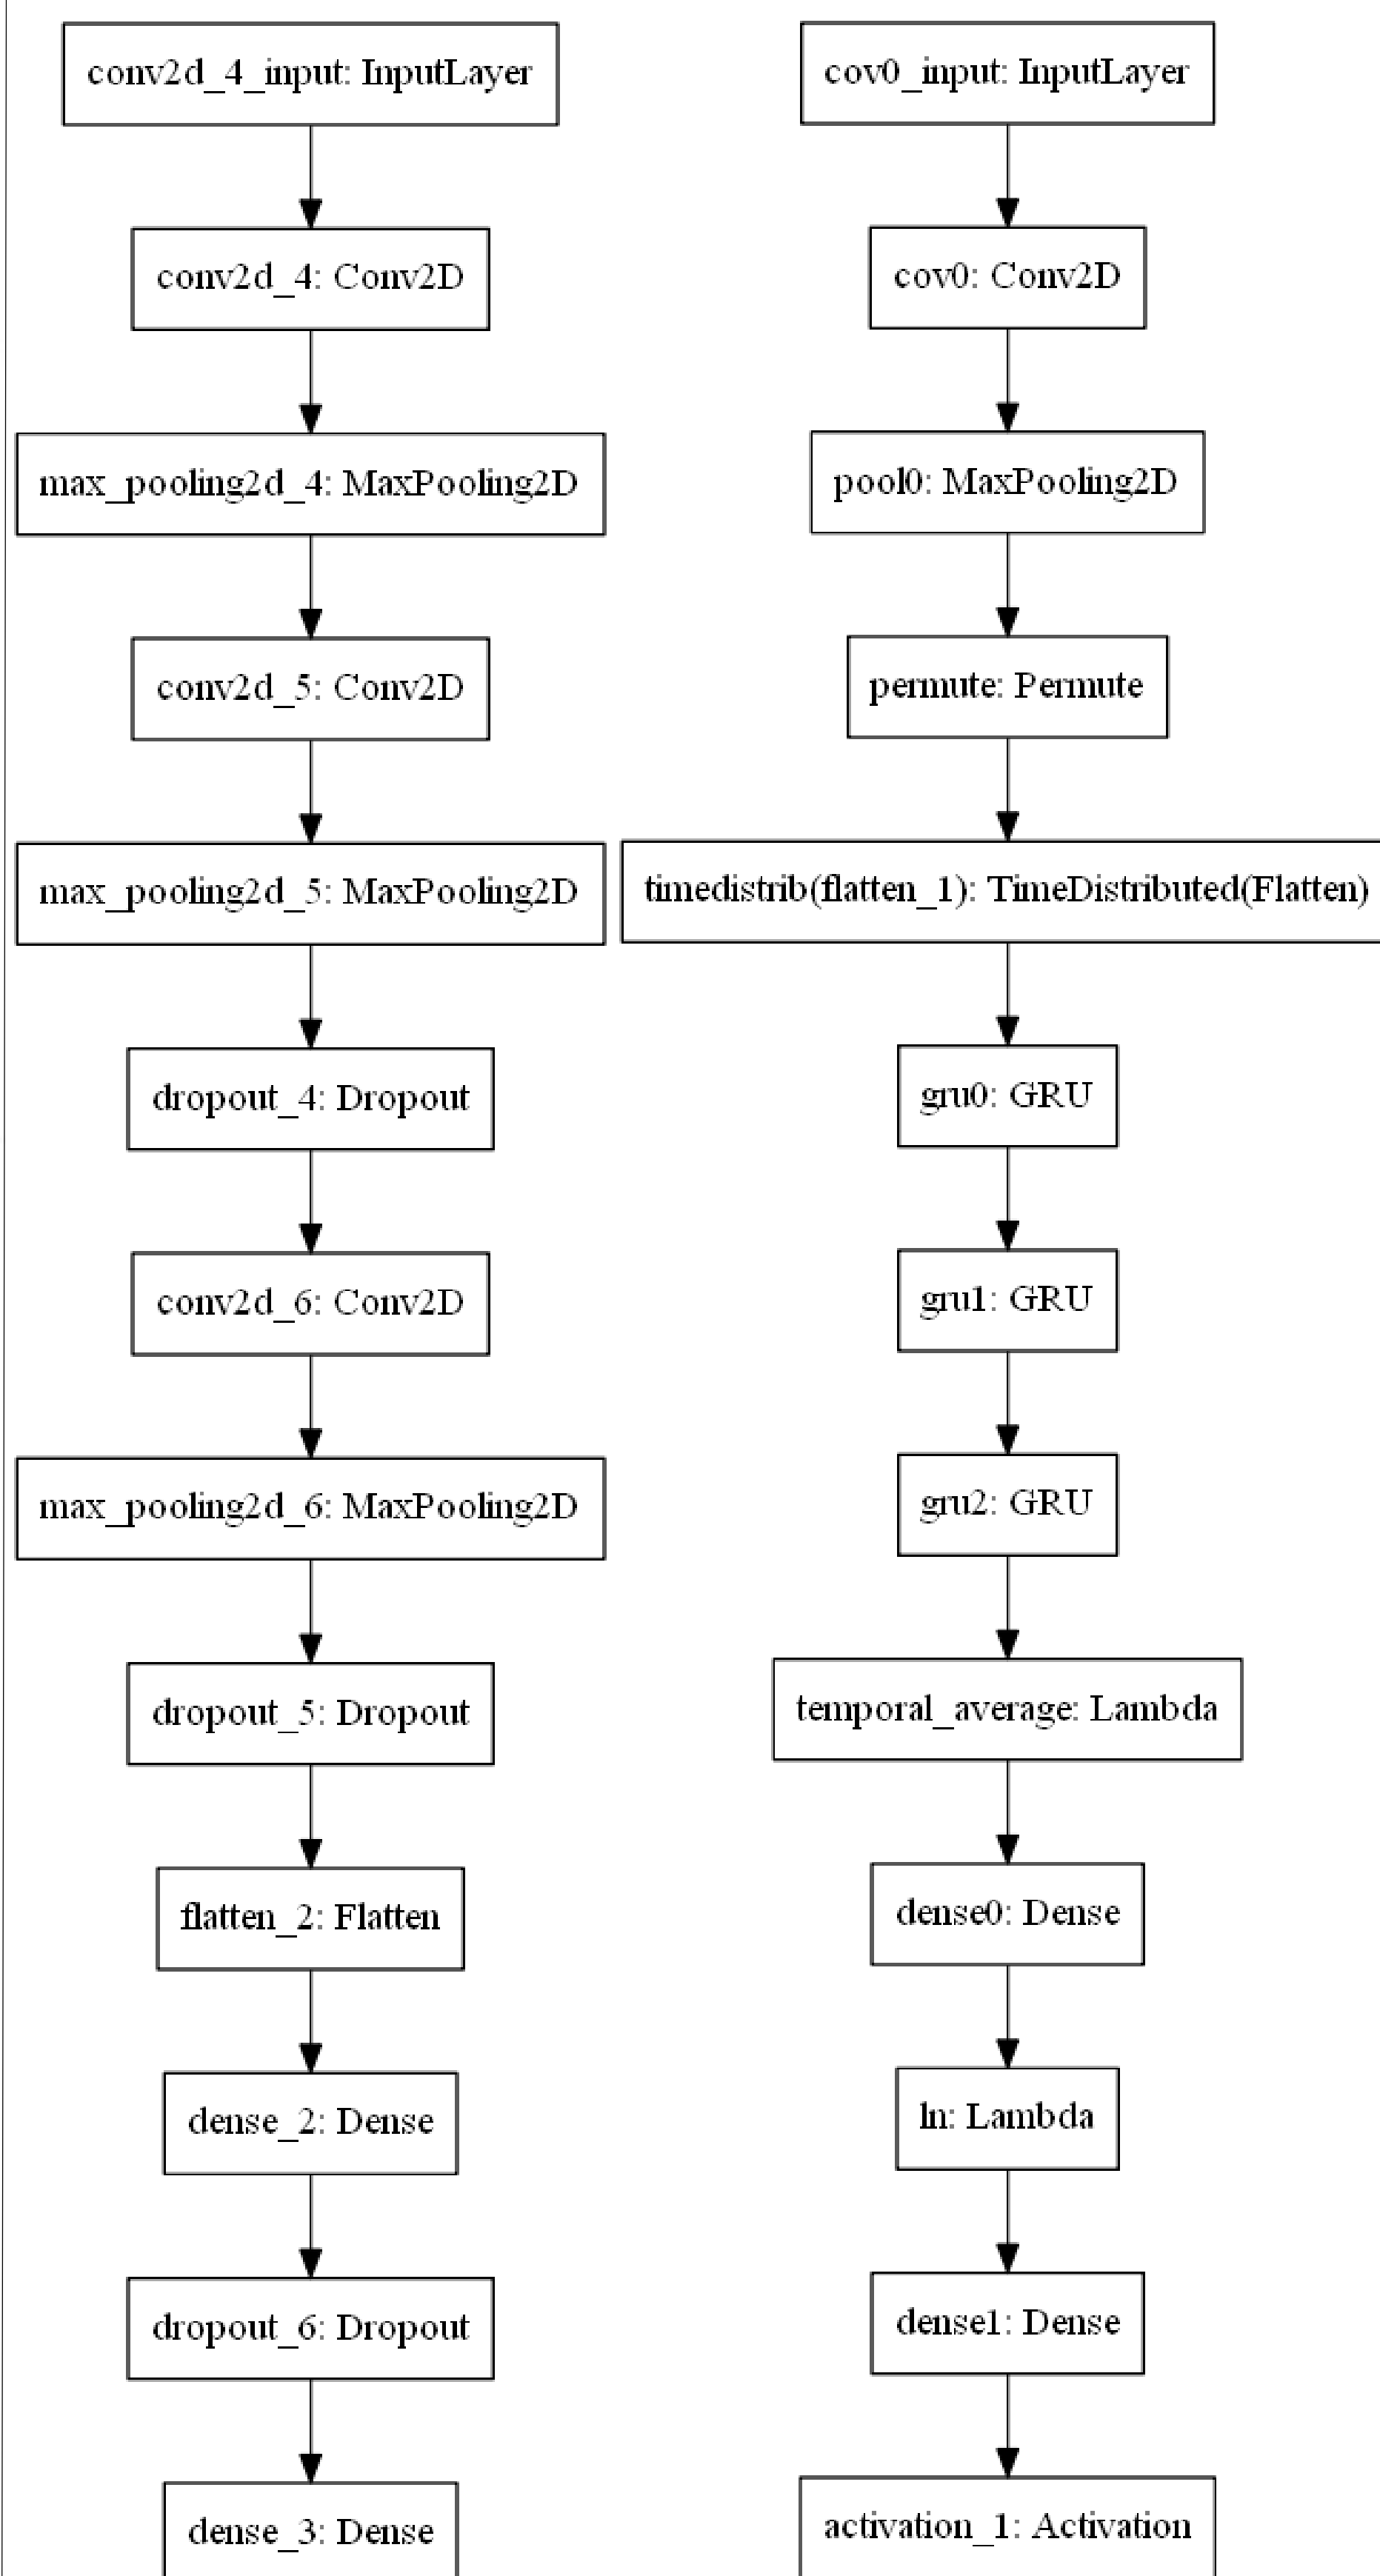 conv2d_4_input: InputLayer
conv2d_4: Conv2D
max_pooling2d_4: MaxPooling2D
conv2d_5: Conv2D
max_pooling2d_5: MaxPooling2D
dropout_4: Dropout
conv2d_6: Conv2D
max_pooling2d_6: MaxPooling2D
dropout_5: Dropout
flatten_2: Flatten
dense_2: Dense
dropout_6: Dropout
dense_3: Dense
cov0_input: InputLayer
cov0: Conv2D
pool0: MaxPooling2D
permute: Permute
timedistrib(flatten_1): TimeDistributed(Flatten)
gru0: GRU
gru1: GRU
gru2: GRU
temporal_average: Lambda
dense0: Dense
ln: Lambda
dense1: Dense
activation_1: Activation